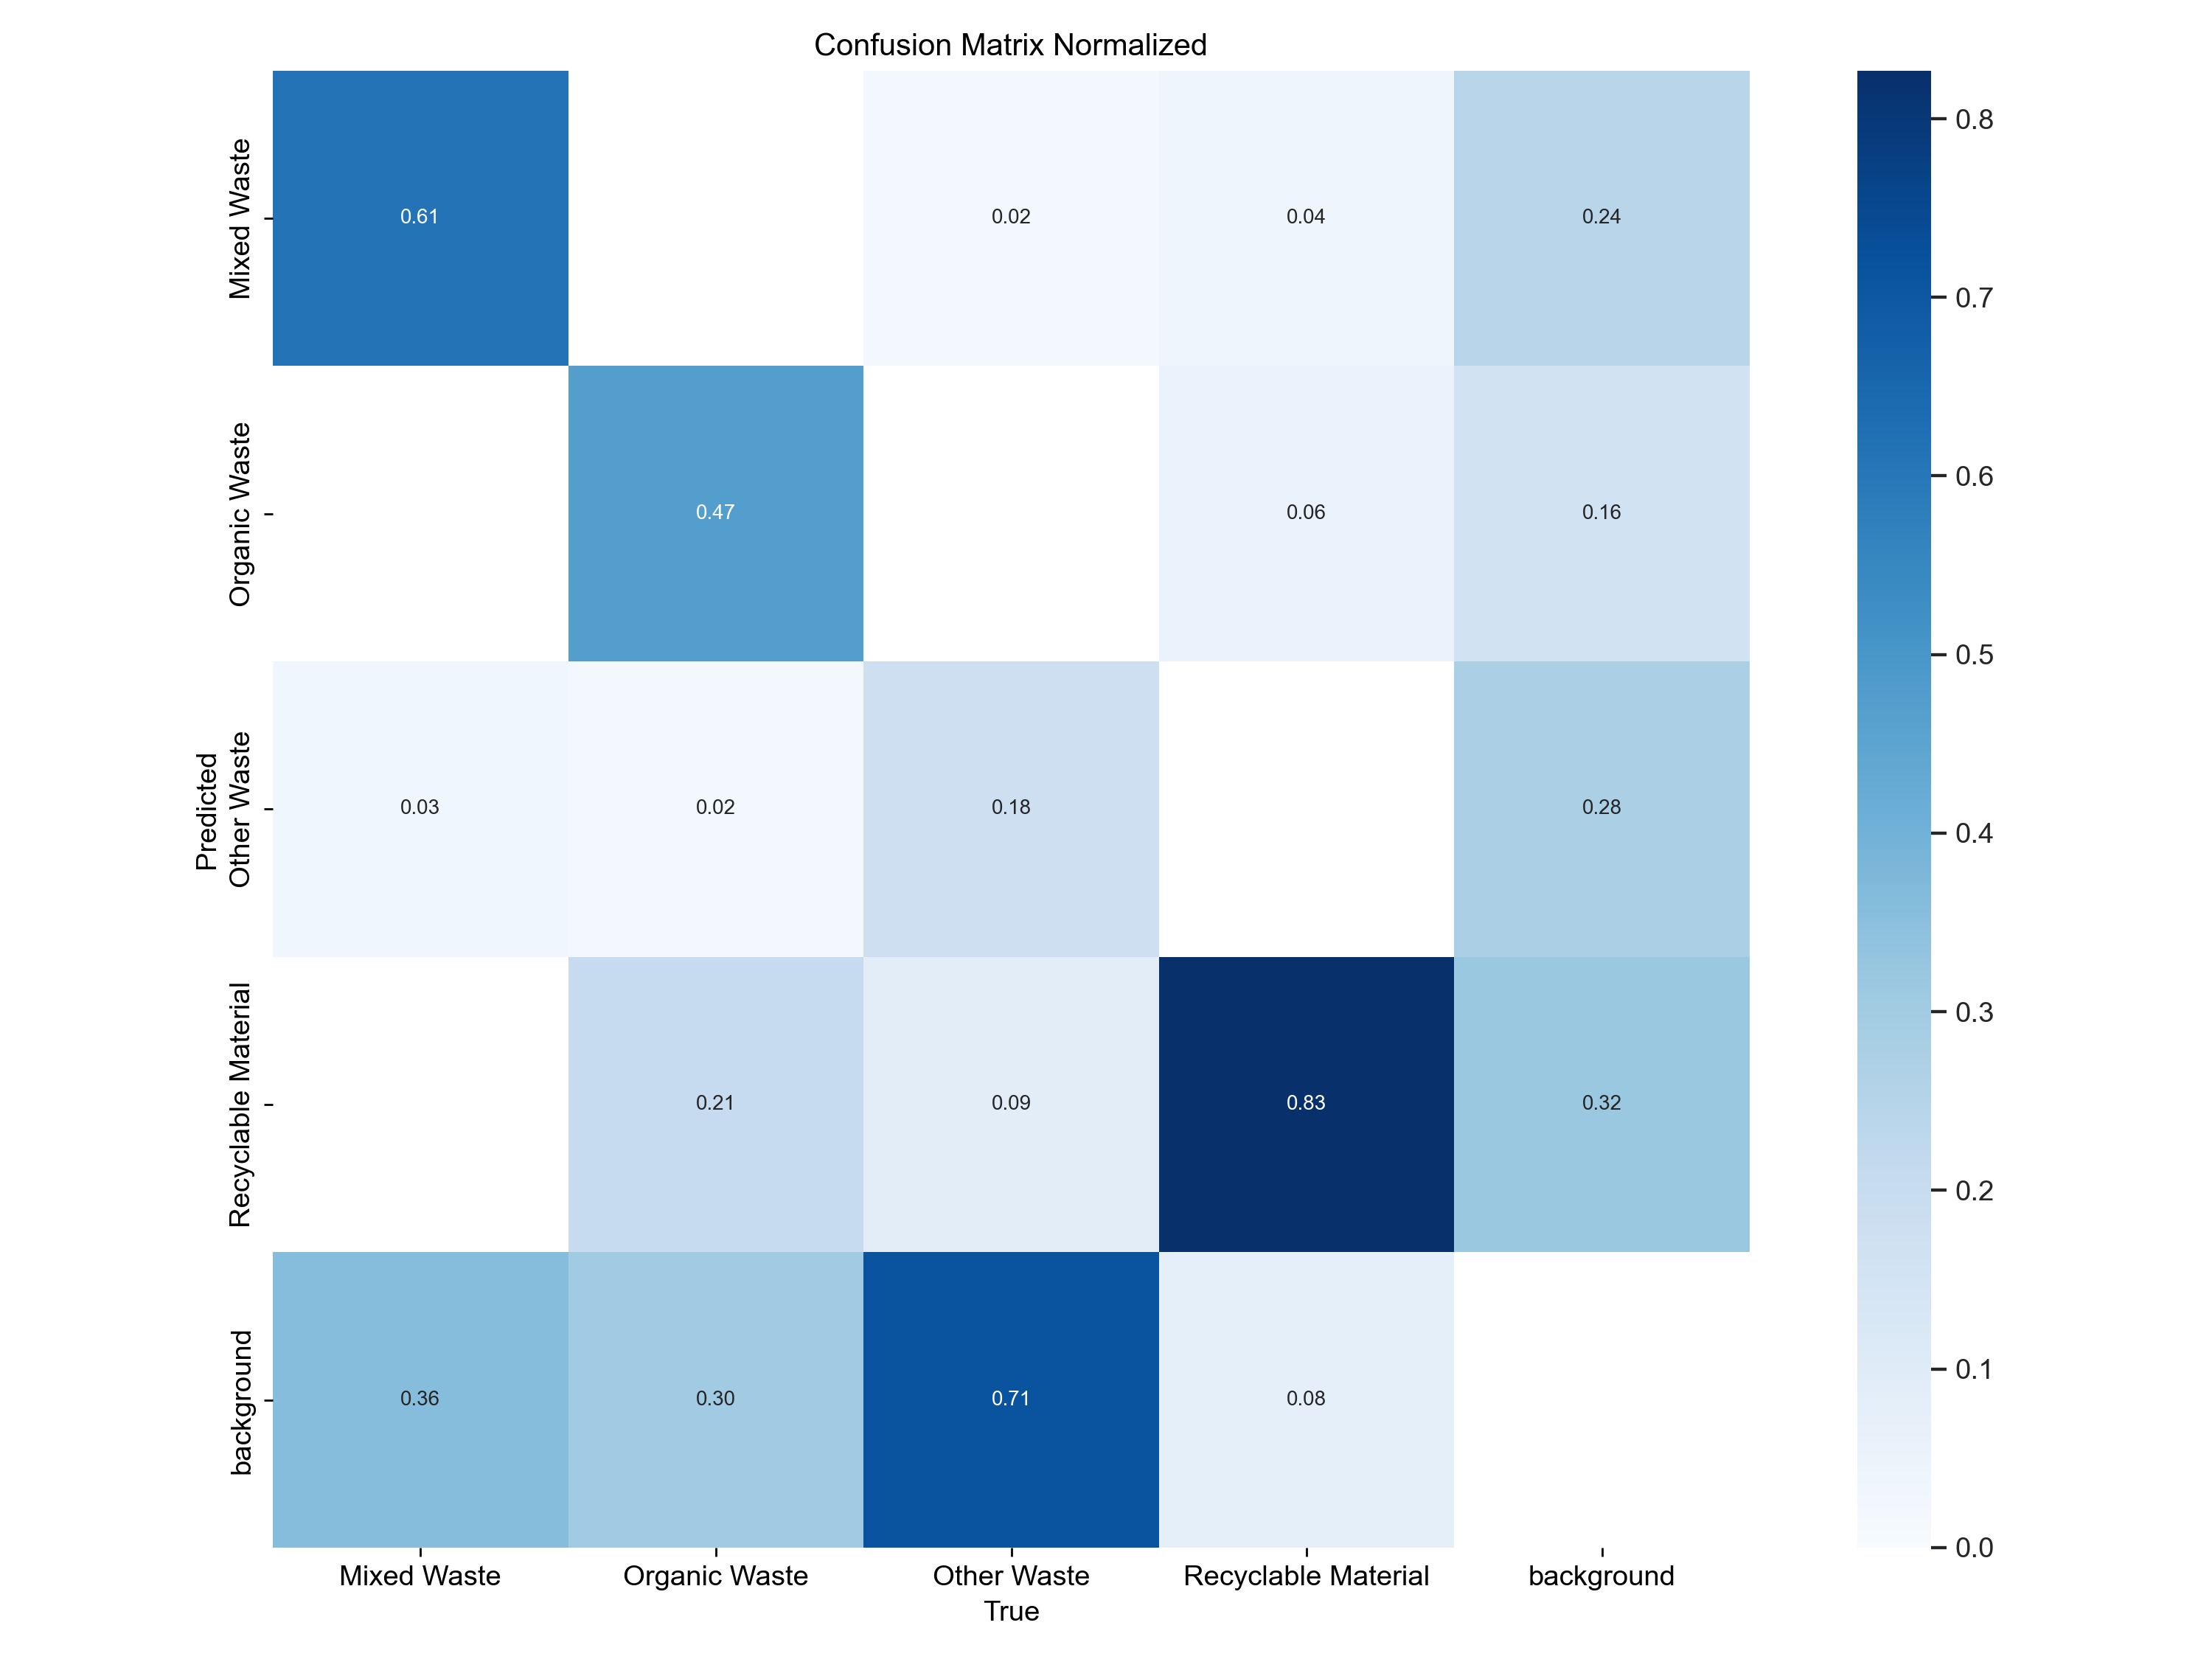 Confusion Matrix Normalized
Mixed Waste
0.61
0.02
0.04
0.24
Organic Waste
0.47
0.06
0.16
Predicted
Other Waste
0.03
0.02
0.18
0.28
Recyclable Material
0.21
0.09
0.83
0.32
background
0.36
0.30
0.71
0.08
Mixed Waste
Organic Waste
Other Waste
Recyclable Material
background
True
0.8
0.7
0.6
0.5
0.4
0.3
0.2
0.1
0.0